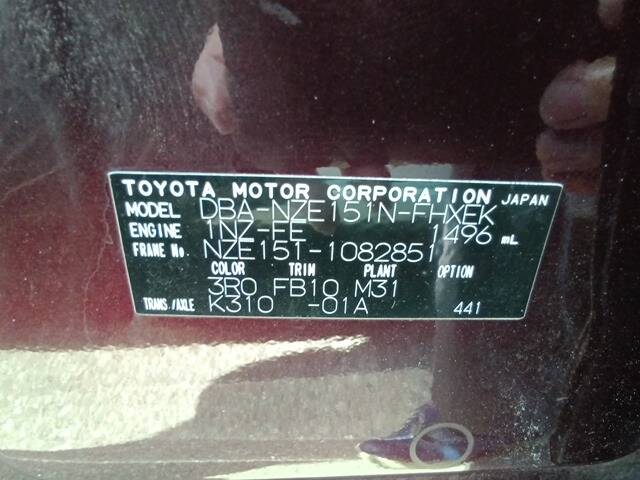 TOYOTA MOTOR CORPORATION JAPAN
MODEL DBA-NZE151N-FHXEK
ENGINE 1NZ-FE 1496 mL
FRAME No. NZE151-1082851
COLOR TRIM PLANT OPTION
3R0 FB10 M31
TRANS./AXLE K310 -01A 441